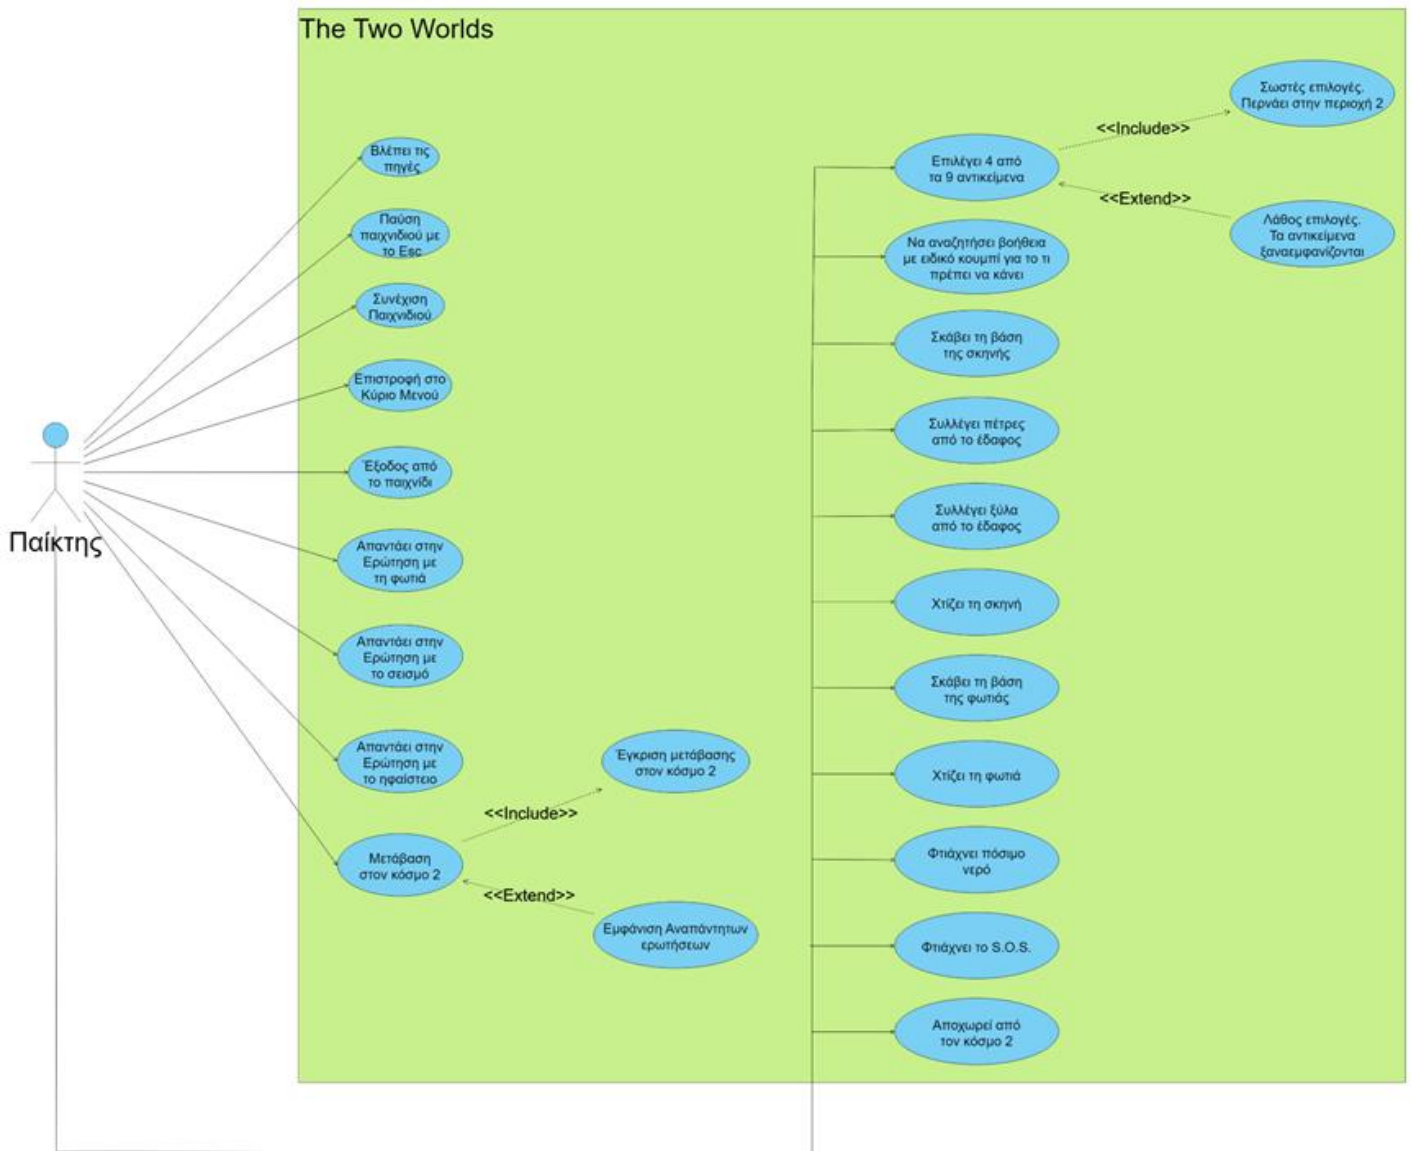 The Two Worlds
Παίκτης
Βλέπει τις
πηγές
Παύση
παιχνιδιού με
το Esc
Συνέχιση
Παιχνιδιού
Επιστροφή στο
Κύριο Μενού
Έξοδος από
το παιχνίδι
Απαντάει στην
Ερώτηση με
τη φωτιά
Απαντάει στην
Ερώτηση με
το σεισμό
Απαντάει στην
Ερώτηση με
το ηφαίστειο
Μετάβαση
στον κόσμο 2
<<Include>>
Έγκριση μετάβασης
στον κόσμο 2
<<Extend>>
Εμφάνιση Αναπάντητων
ερωτήσεων
Επιλέγει 4 από
τα 9 αντικείμενα
<<Include>>
Σωστές επιλογές.
Περνάει στην περιοχή 2
<<Extend>>
Λάθος επιλογές.
Τα αντικείμενα
ξαναεμφανίζονται
Να αναζητήσει βοήθεια
με ειδικό κουμπί για το τι
πρέπει να κάνει
Σκάβει τη βάση
της σκηνής
Συλλέγει πέτρες
από το έδαφος
Συλλέγει ξύλα
από το έδαφος
Χτίζει τη σκηνή
Σκάβει τη βάση
της φωτιάς
Χτίζει τη φωτιά
Φτιάχνει πόσιμο
νερό
Φτιάχνει το S.O.S.
Αποχωρεί από
τον κόσμο 2